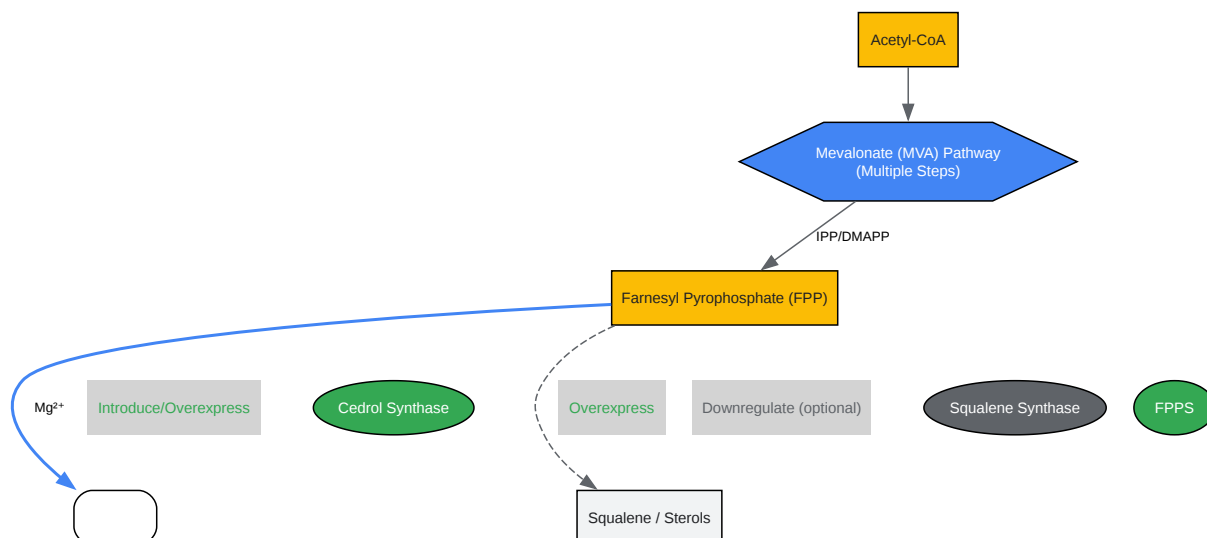 Acetyl-CoA
Mevalonate (MVA) Pathway
(Multiple Steps)
IPP/DMAPP
Farnesyl Pyrophosphate (FPP)
Mg²⁺
Introduce/Overexpress
Cedrol Synthase
Overexpress
Downregulate (optional)
Squalene Synthase
FPPS
Squalene / Sterols